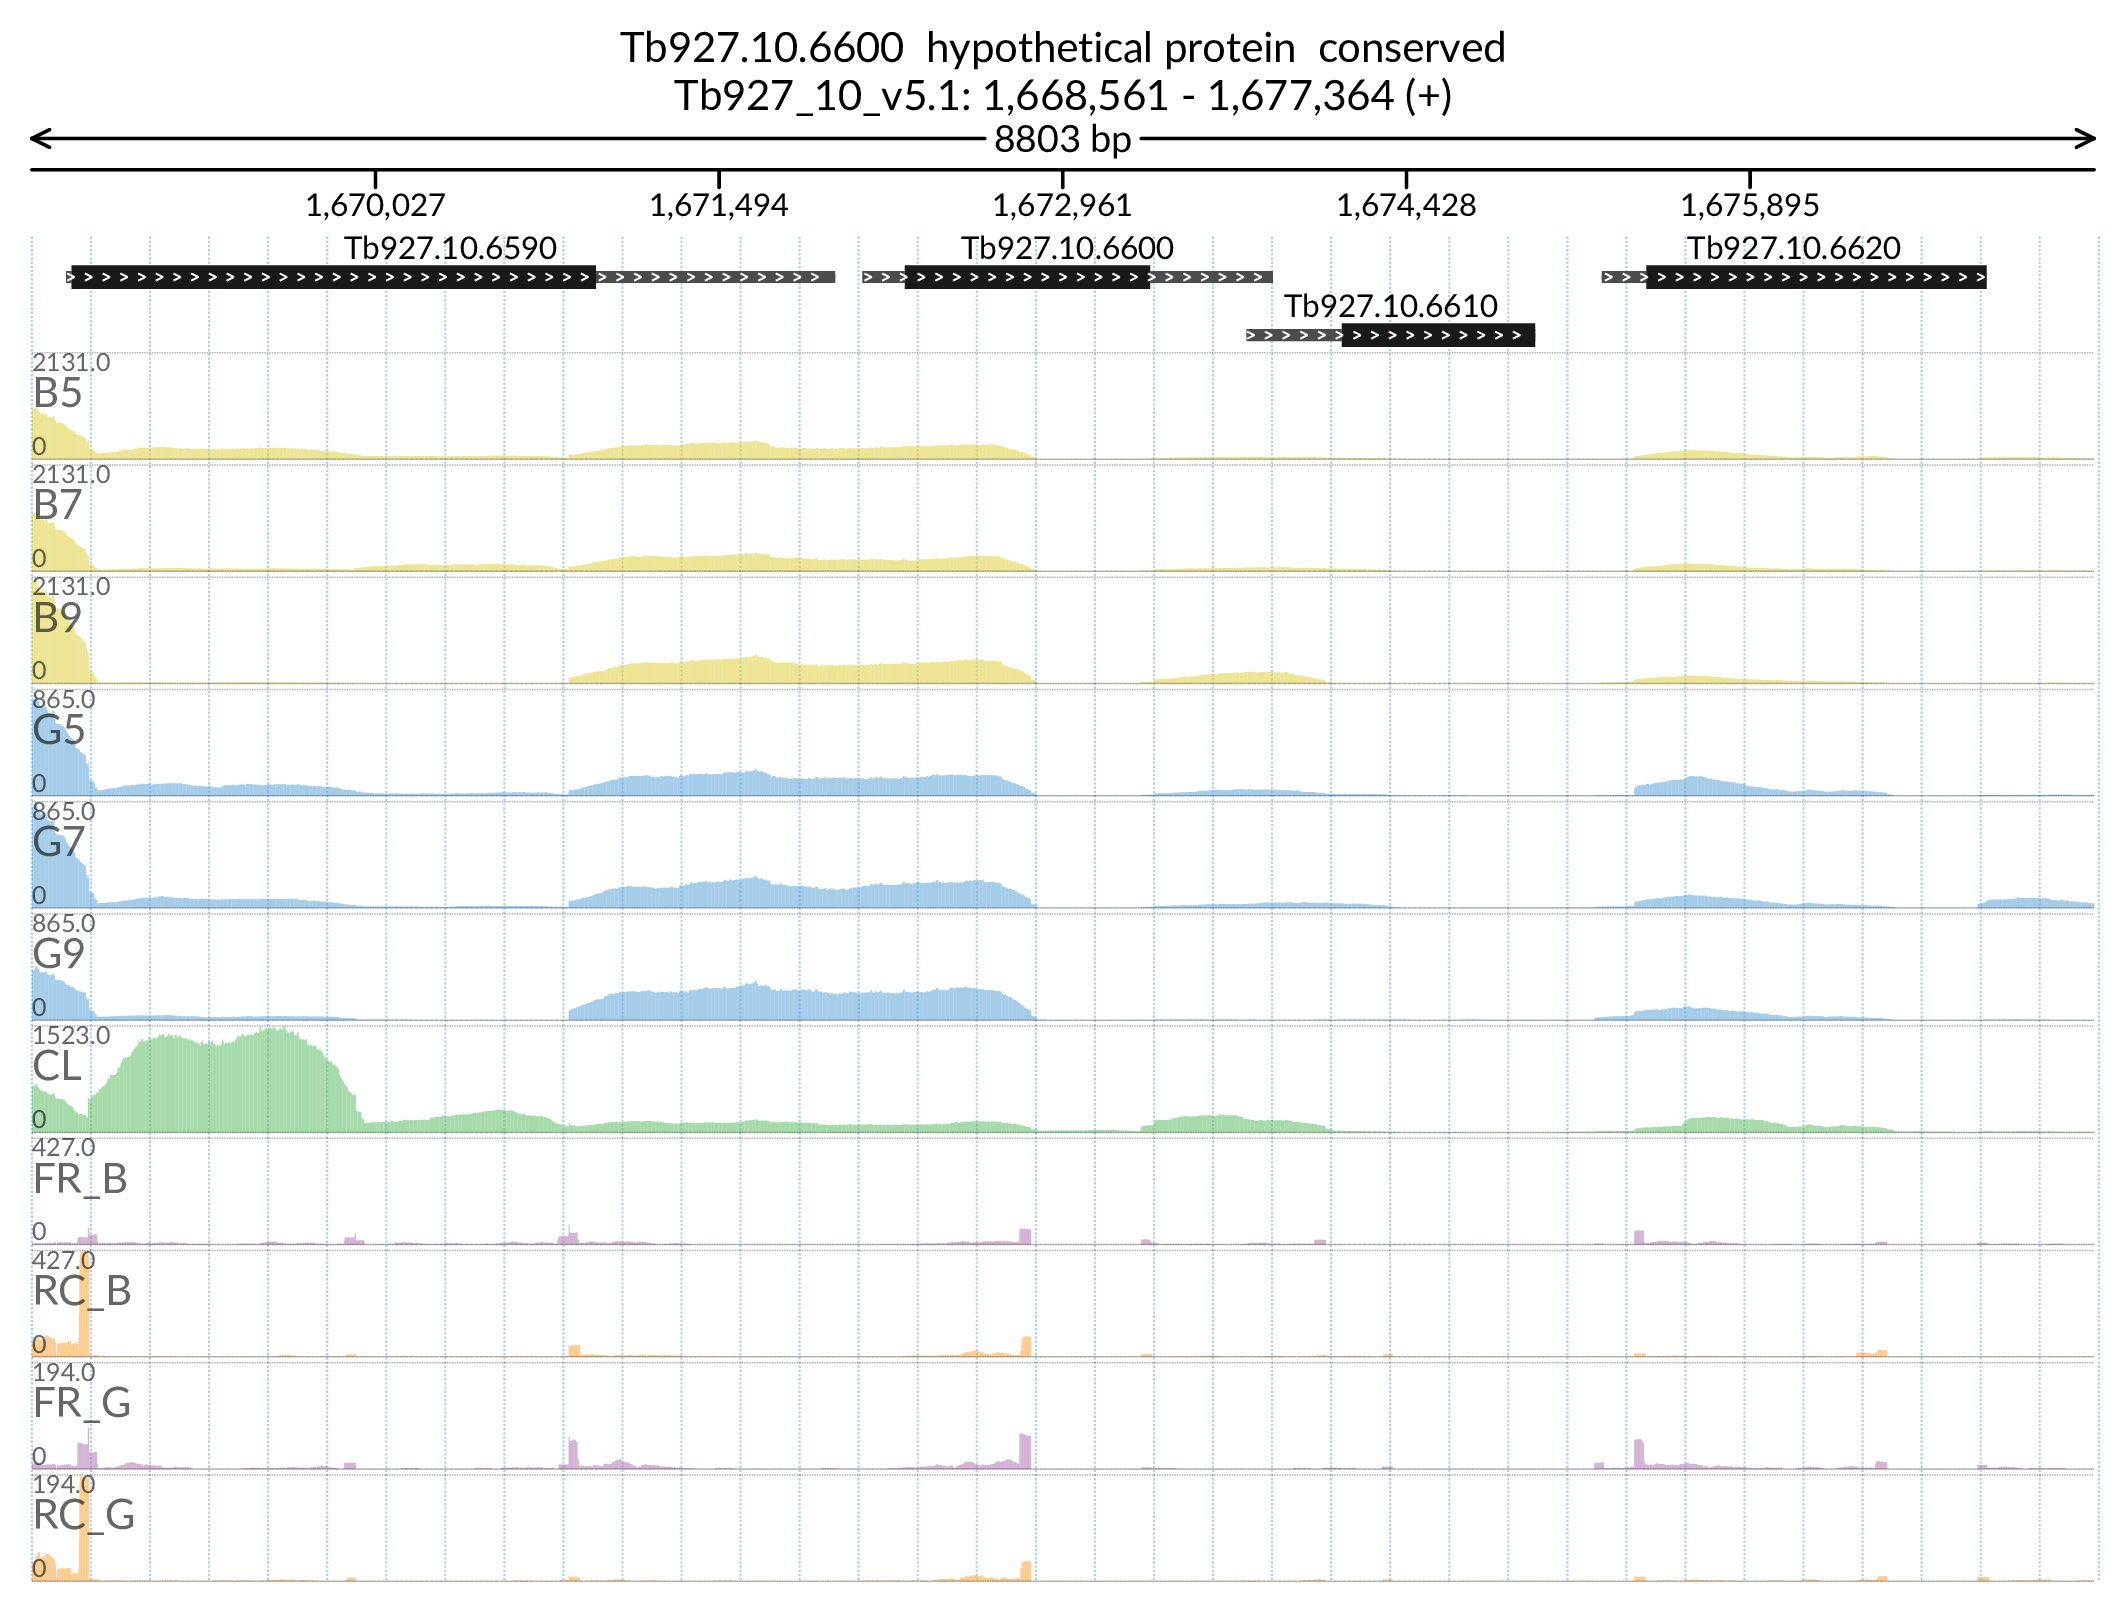 Tb927.10.6600  hypothetical protein  conserved
Tb927_10_v5.1: 1,668,561 - 1,677,364 (+)
8803 bp
1,670,027 1,671,494 1,672,961 1,674,428 1,675,895
Tb927.10.6590 Tb927.10.6600 Tb927.10.6620
Tb927.10.6610
2131.0
B5
0
2131.0
B7
0
2131.0
B9
0
865.0
G5
0
865.0
G7
0
865.0
G9
0
1523.0
CL
0
427.0
FR_B
0
427.0
RC_B
0
194.0
FR_G
0
194.0
RC_G
0